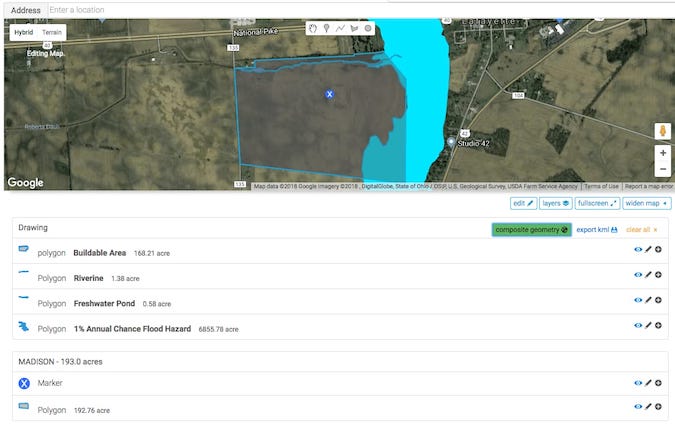 Address Enter a location
Hybrid Terrain
National Pike
Lafayette
40
Editing Map.
135
40
104
Roberts Ditch
42
Studio 42
135
Google
Map data ©2018 Google Imagery ©2018 , DigitalGlobe, State of Ohio / OSIP, U.S. Geological Survey, USDA Farm Service Agency Terms of Use Report a map error
edit layers fullscreen widen map
Drawing composite geometry export kml clear all ×
polygon Buildable Area 168.21 acre
Polygon Riverine 1.38 acre
Polygon Freshwater Pond 0.58 acre
Polygon 1% Annual Chance Flood Hazard 6855.78 acre
MADISON - 193.0 acres
X Marker
Polygon 192.76 acre